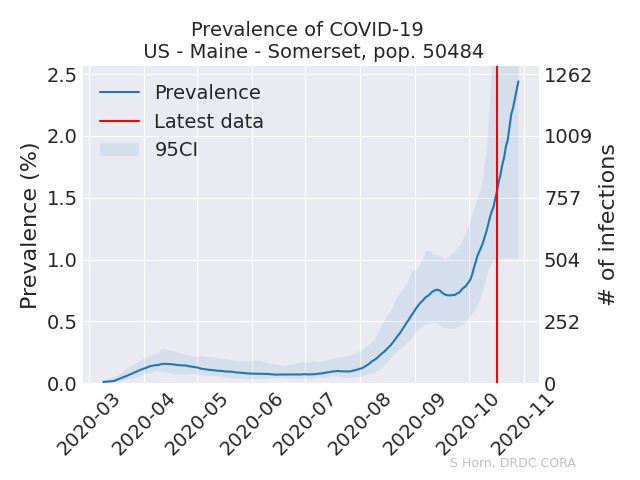 Prevalence of COVID-19
US - Maine - Somerset, pop. 50484
Prevalence
Latest data
95CI
Prevalence (%)
2.5
2.0
1.5
1.0
0.5
0.0
1262
1009
757
504
252
0
# of infections
2020-03
2020-04
2020-05
2020-06
2020-07
2020-08
2020-09
2020-10
2020-11
S Horn, DRDC CORA